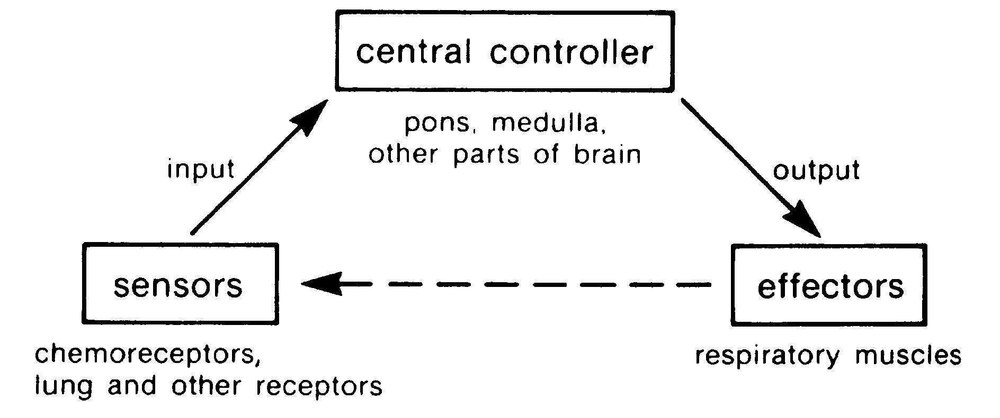 central controller
pons, medulla,
other parts of brain
input
output
sensors
effectors
chemoreceptors,
lung and other receptors
respiratory muscles